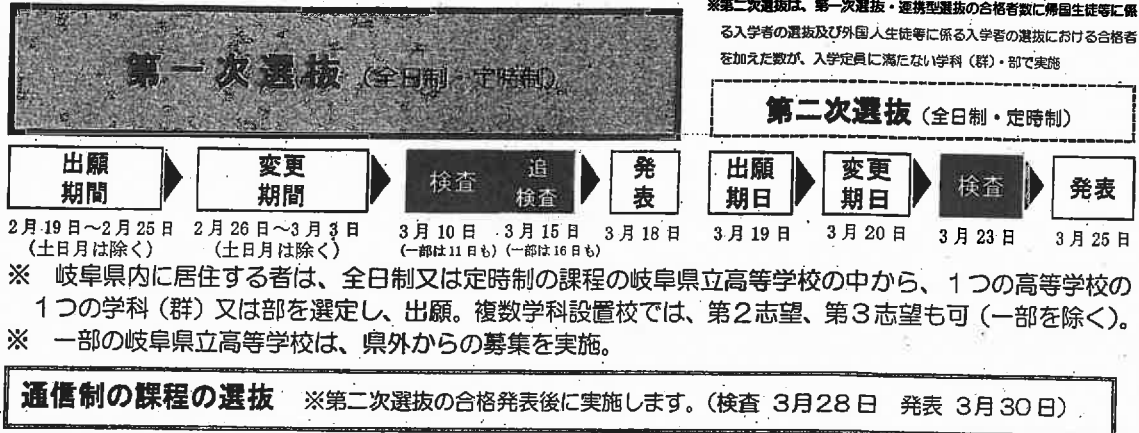 ※第二次選抜は、第一次選抜・連携型選抜の合格者数に帰国生徒等に係
る入学者の選抜及び外国人生徒等に係る入学者の選抜における合格者
を加えた数が、入学定員に満たない学科（群）・部で実施
第一次選抜（全日制・定時制）
第二次選抜（全日制・定時制）
出願期間
変更期間
検査
追検査
発表
出願期日
変更期日
検査
発表
2月19日～2月25日
（土日月は除く）
2月26日～3月3日
（土日月は除く）
3月10日
（一部は11日も）
3月15日
（一部は16日も）
3月18日
3月19日
3月20日
3月23日
3月25日
※　岐阜県内に居住する者は、全日制又は定時制の課程の岐阜県立高等学校の中から、1つの高等学校の
1つの学科（群）又は部を選定し、出願。複数学科設置校では、第2志望、第3志望も可（一部を除く）。
※　一部の岐阜県立高等学校は、県外からの募集を実施。
通信制の課程の選抜　※第二次選抜の合格発表後に実施します。（検査 3月28日　発表 3月30日）